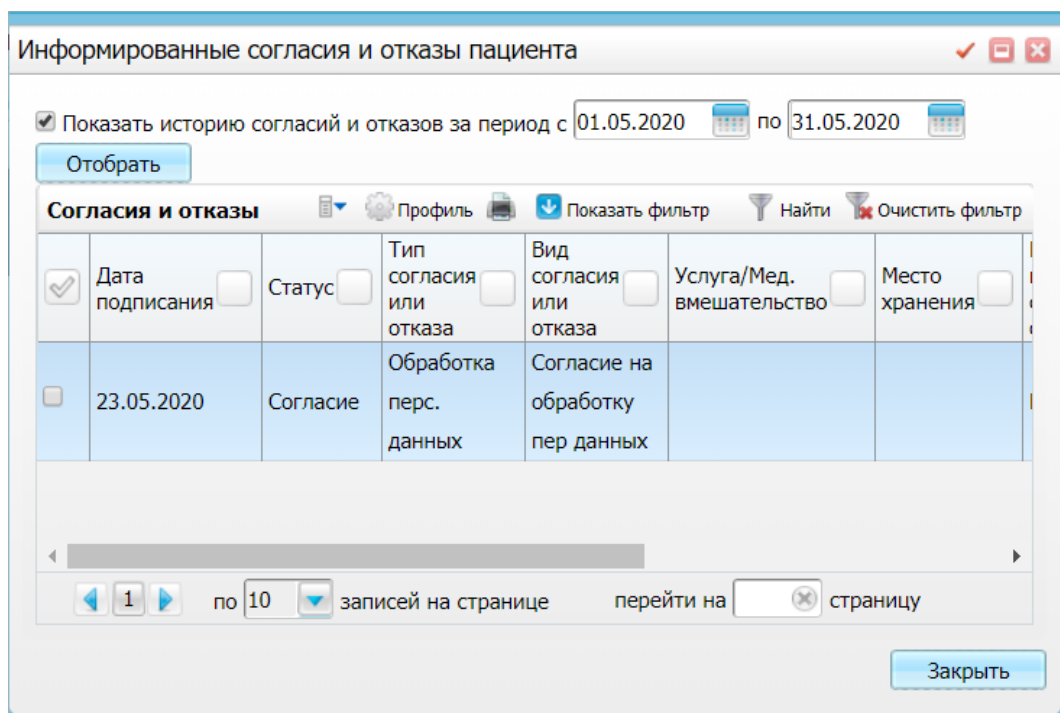 Информированные согласия и отказы пациента
Показать историю согласий и отказов за период с 01.05.2020 по 31.05.2020
Отобрать
Согласия и отказы Профиль Показать фильтр Найти Очистить фильтр
Дата подписания
Статус
Тип согласия или отказа
Вид согласия или отказа
Услуга/Мед. вмешательство
Место хранения
23.05.2020
Согласие
Обработка перс. данных
Согласие на обработку пер данных
1 по 10 записей на странице перейти на страницу
Закрыть